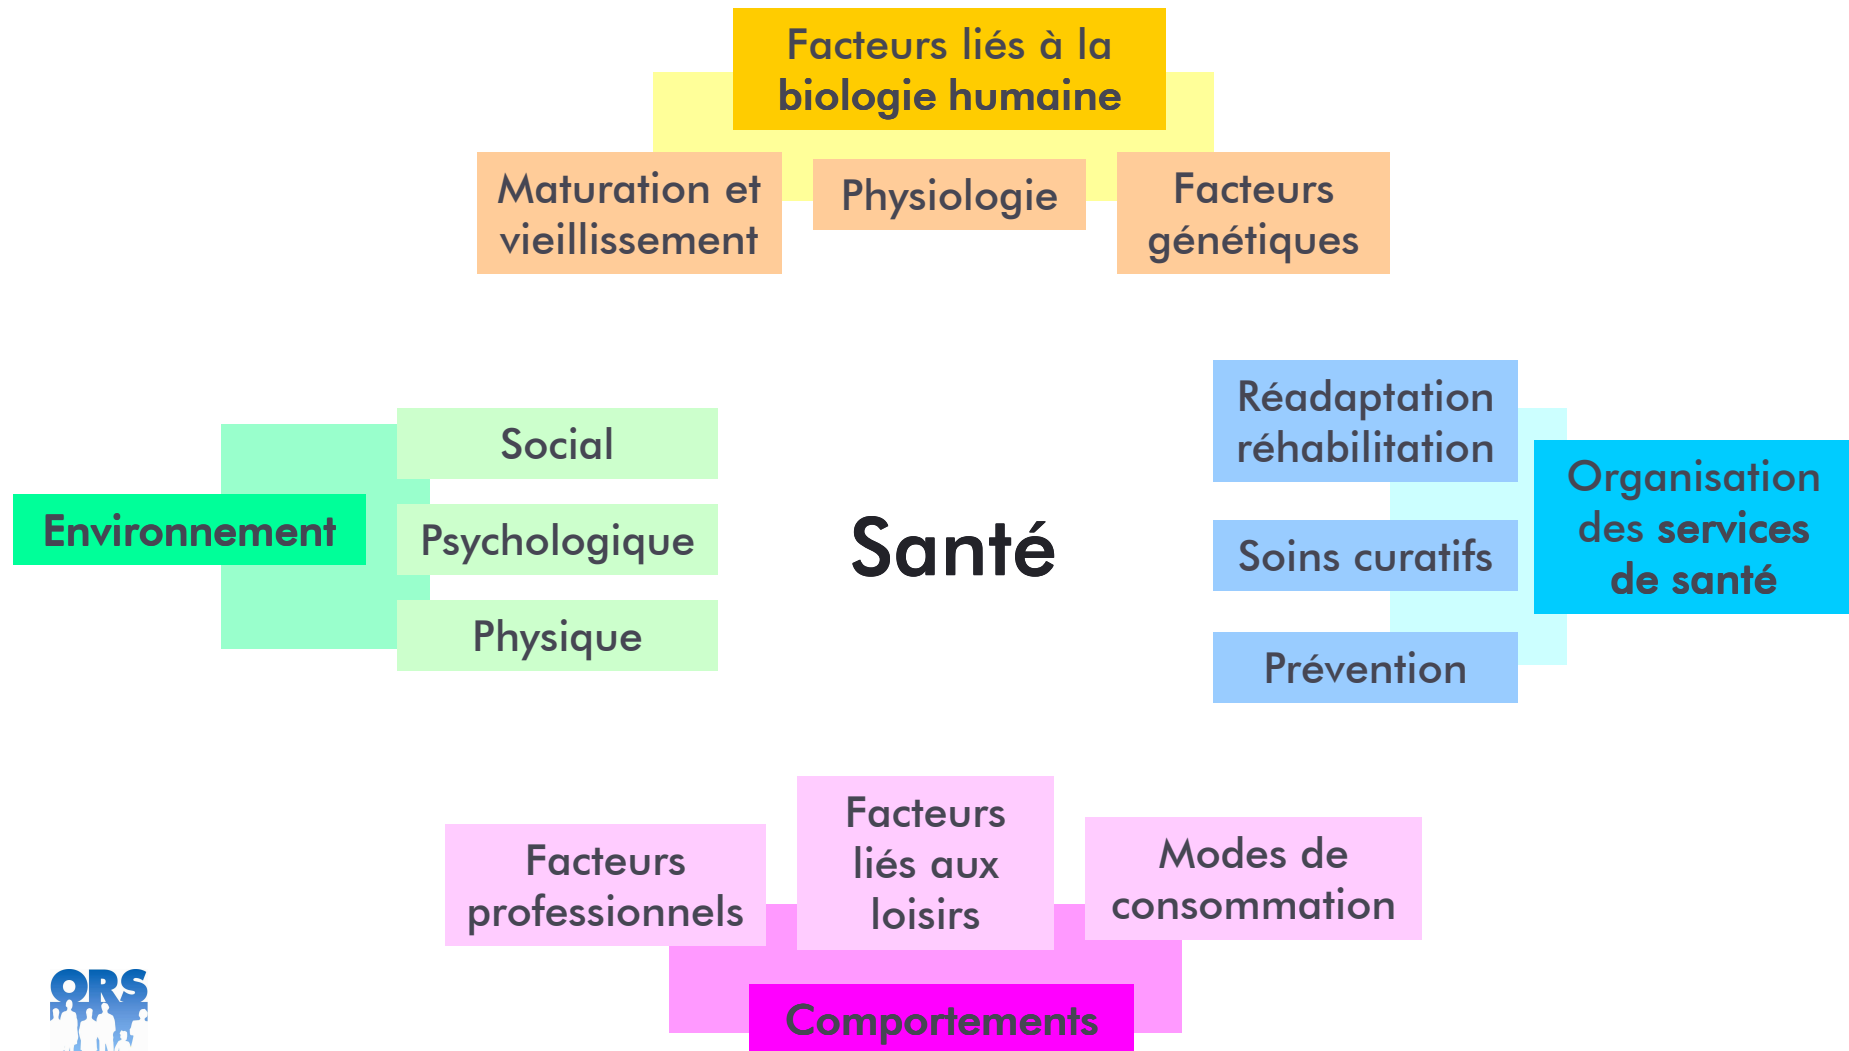 Facteurs liés à la
biologie humaine
Maturation et
vieillissement
Physiologie
Facteurs
génétiques
Environnement
Social
Psychologique
Physique
Santé
Réadaptation
réhabilitation
Soins curatifs
Prévention
Organisation
des services
de santé
Facteurs
professionnels
Facteurs
liés aux
loisirs
Modes de
consommation
Comportements
ORS